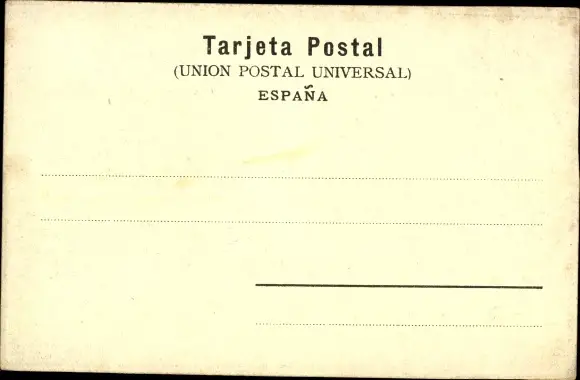 Tarjeta Postal
(UNION POSTAL UNIVERSAL)
ESPAÑA